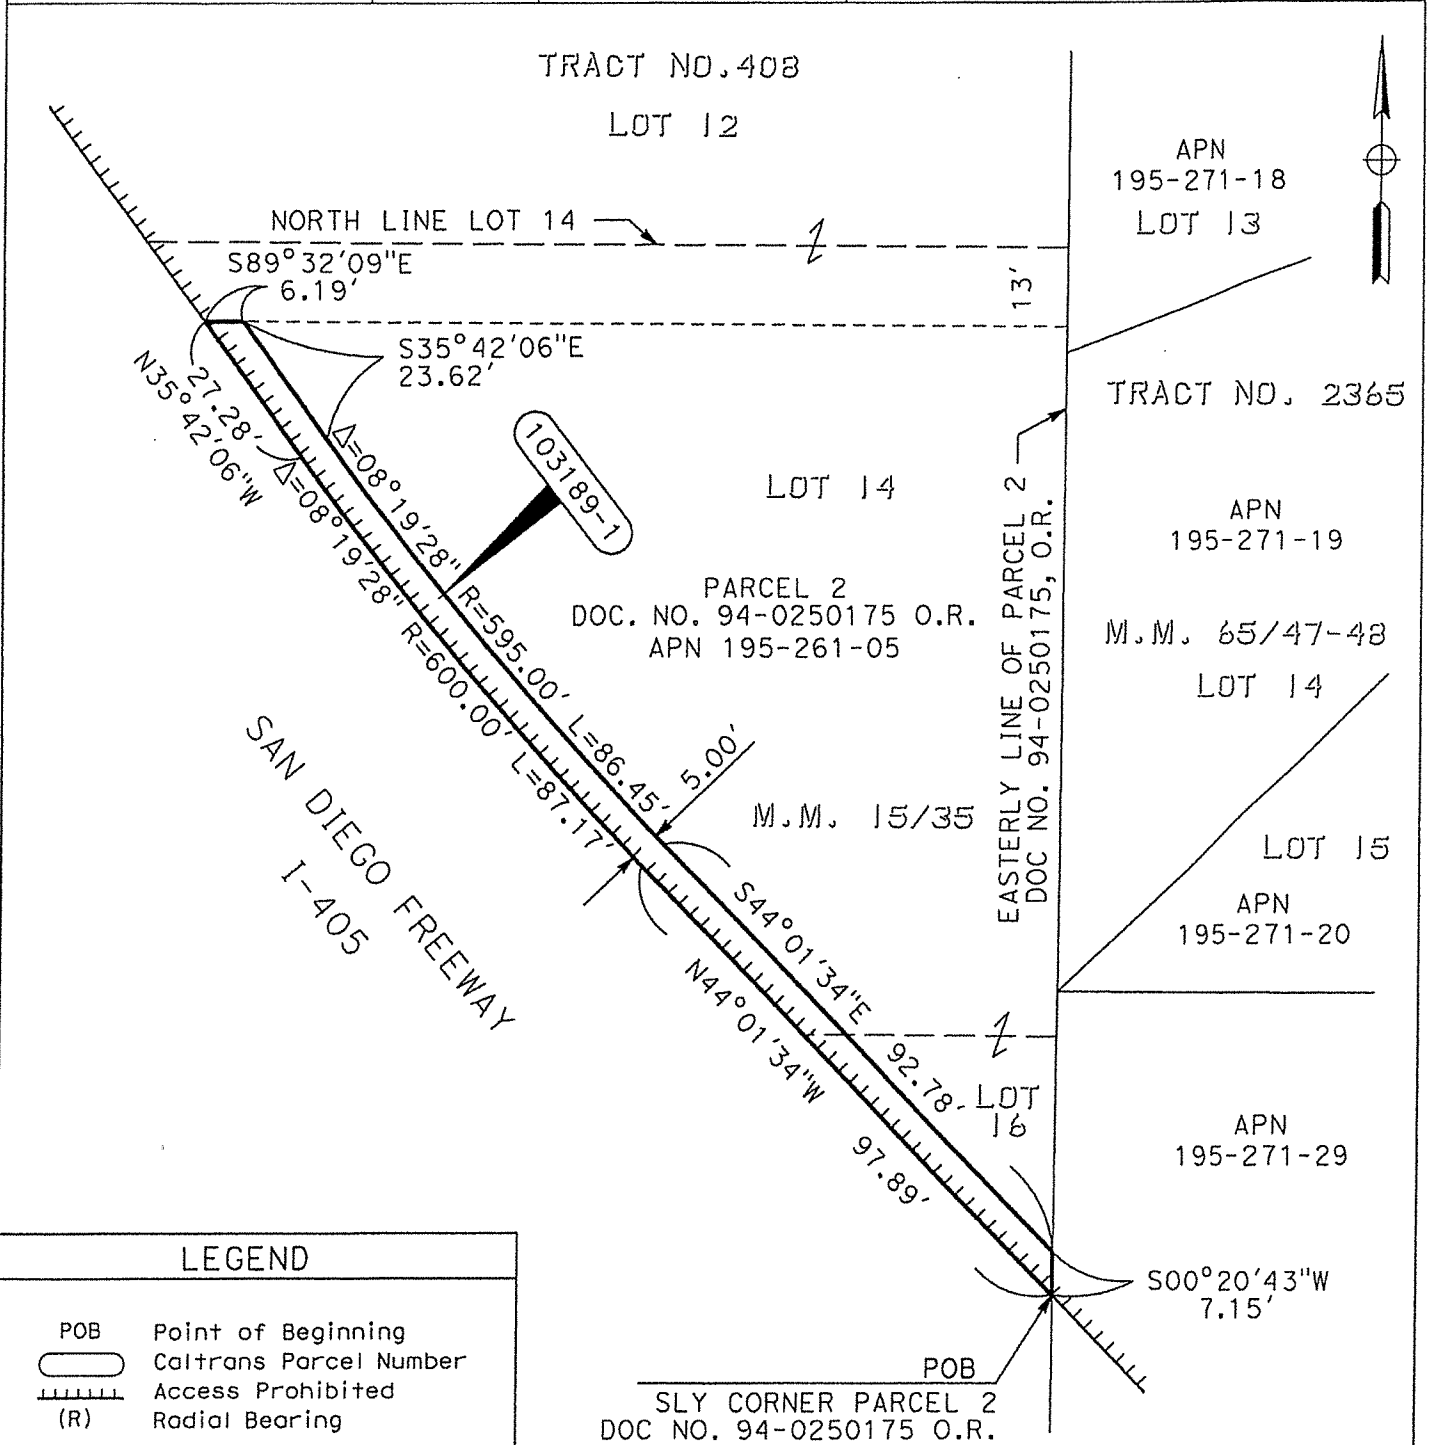 TRACT NO. 408
LOT 12
APN
195-271-18
LOT 13
NORTH LINE LOT 14
S89°32'09"E
6.19'
13'
S35°42'06"E
23.62'
27.28'
N35°42'06"W
TRACT NO. 2365
Δ=08°19'28" R=595.00' L=86.45'
Δ=08°19'28" R=600.00' L=87.17'
103189-1
LOT 14
EASTERLY LINE OF PARCEL 2
DOC NO. 94-0250175, O.R.
APN
195-271-19
PARCEL 2
DOC. NO. 94-0250175 O.R.
APN 195-261-05
M.M. 65/47-48
LOT 14
SAN DIEGO FREEWAY
I-405
5.00'
M.M. 15/35
LOT 15
APN
195-271-20
S44°01'34"E
92.78
N44°01'34"W
97.89'
LOT
16
APN
195-271-29
S00°20'43"W
7.15'
POB
SLY CORNER PARCEL 2
DOC NO. 94-0250175 O.R.
LEGEND
POB Point of Beginning
Caltrans Parcel Number
Access Prohibited
(R) Radial Bearing